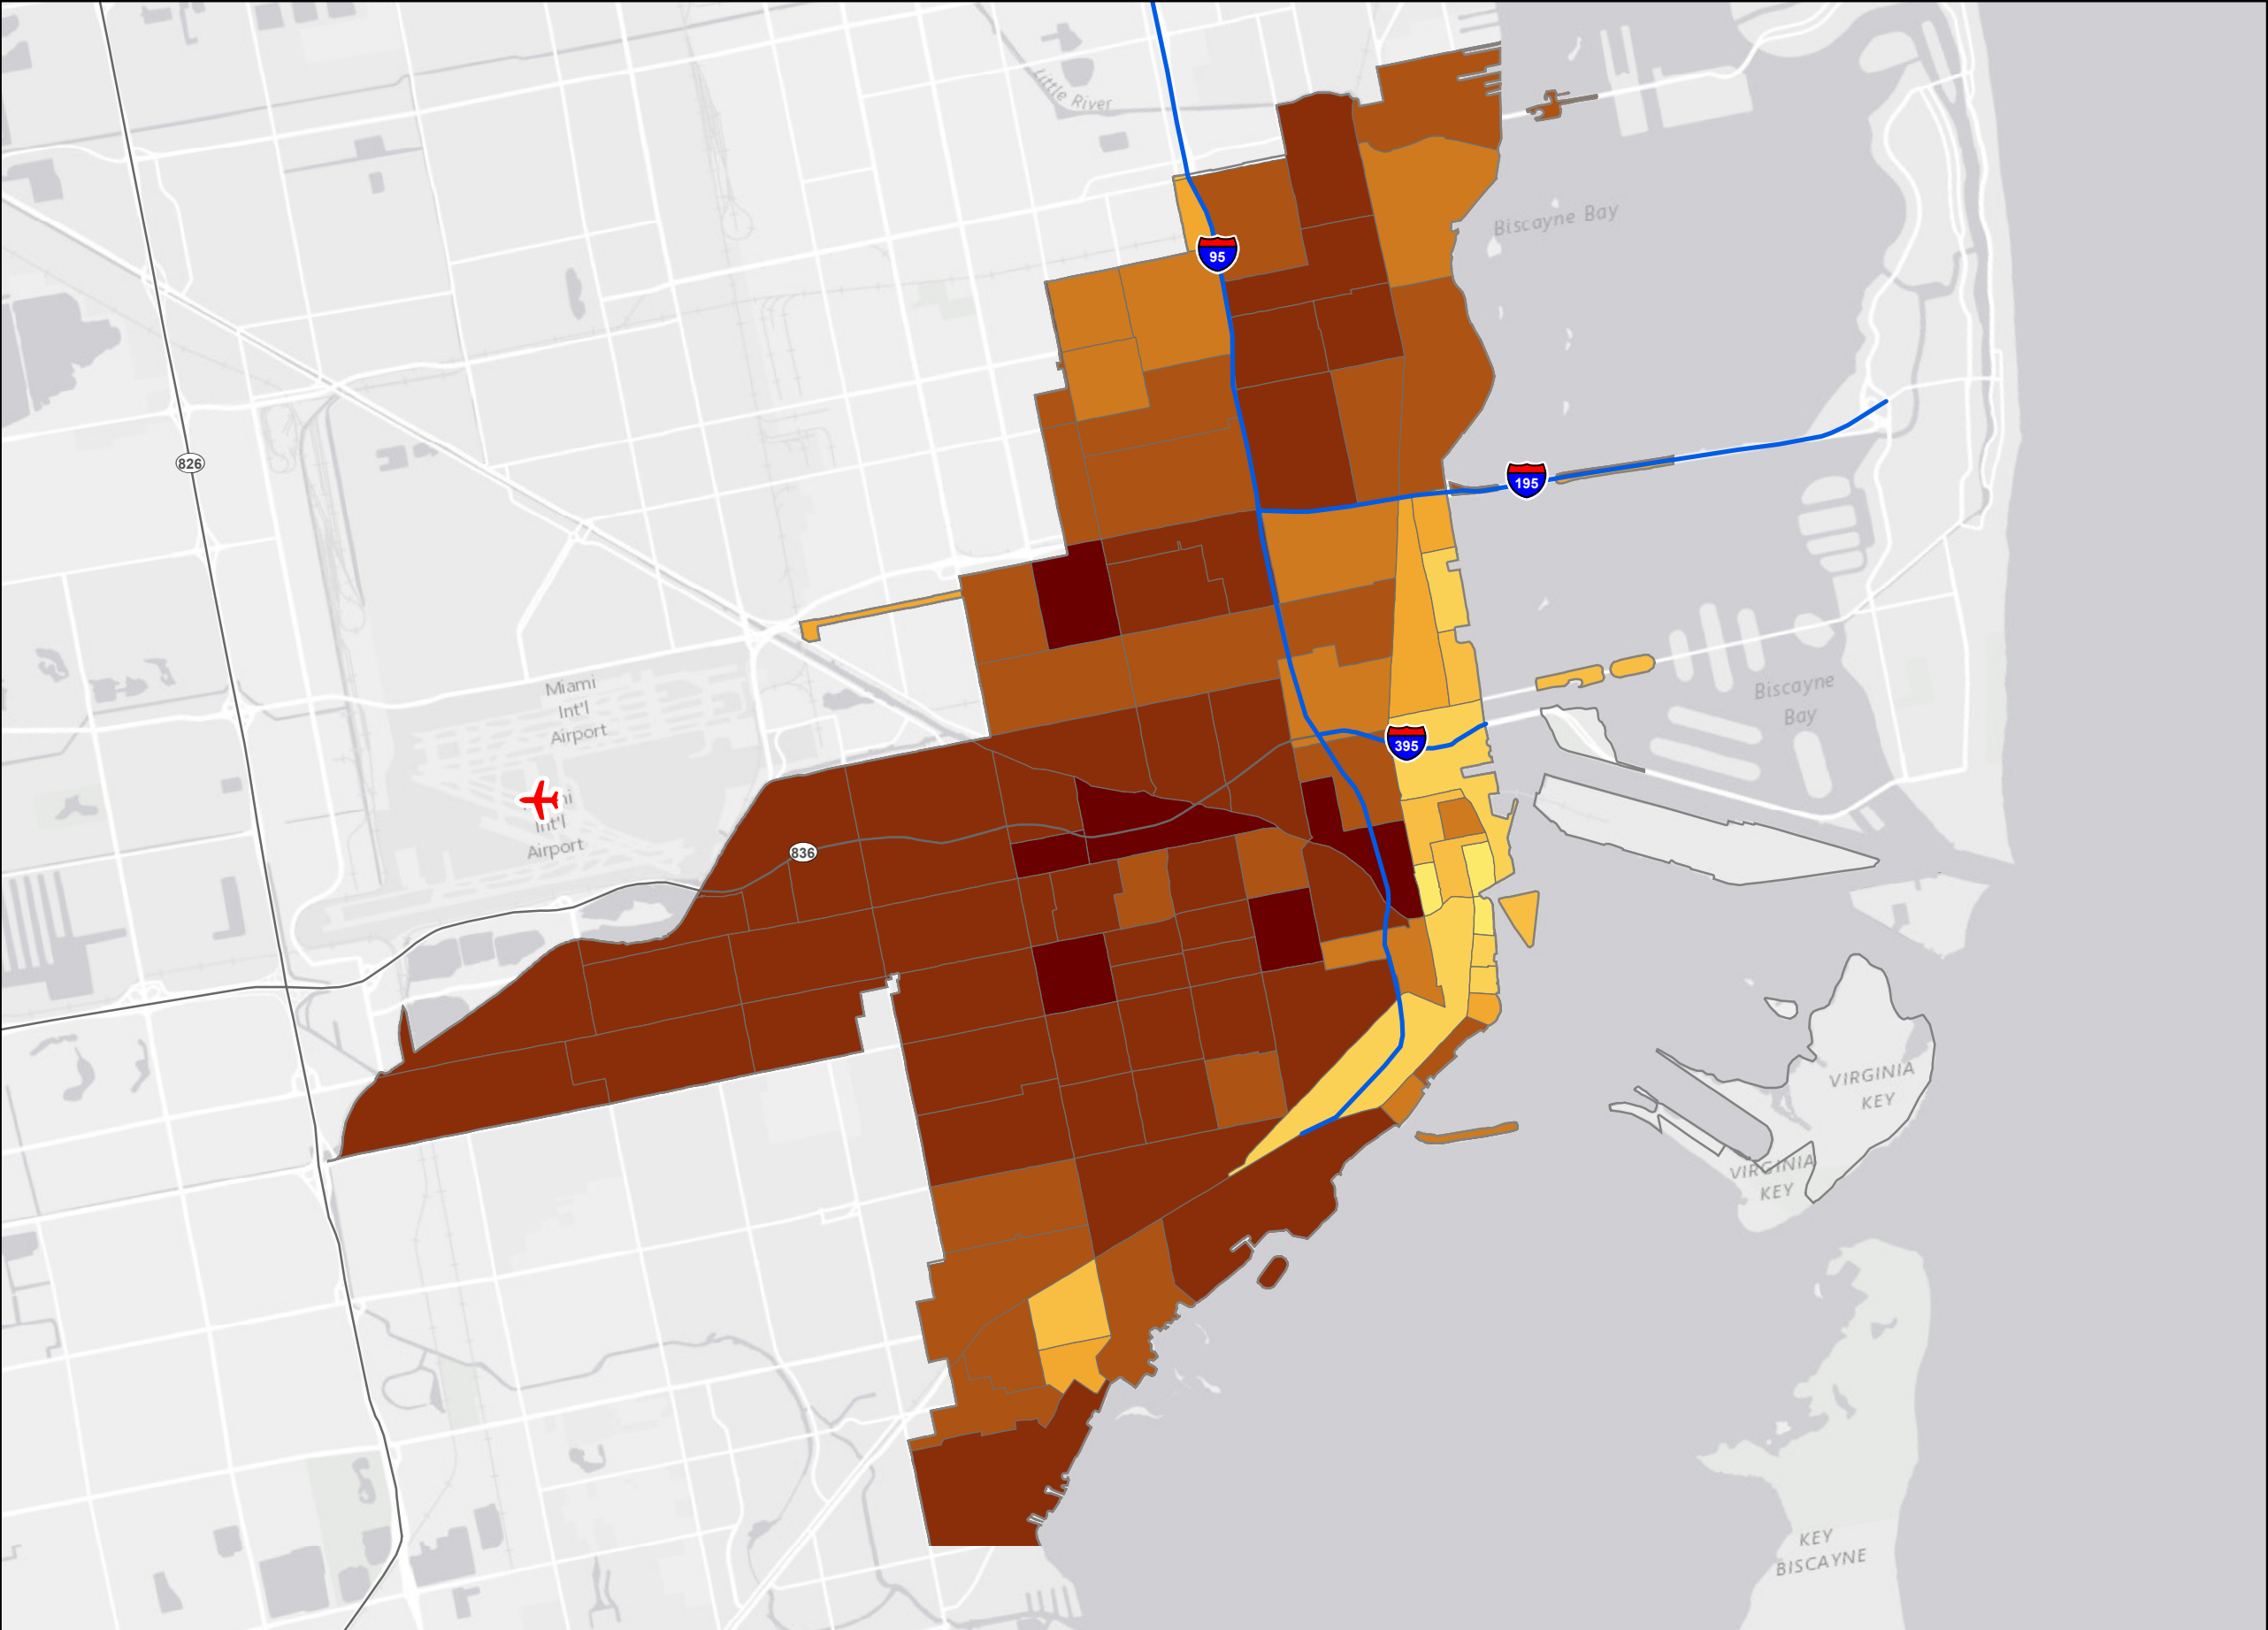 Little River
Biscayne Bay
95
826
195
Miami
Int'l
Airport
Biscayne
Bay
395
Int'l
Airport
836
VIRGINIA
KEY
VIRGINIA
KEY
KEY
BISCAYNE